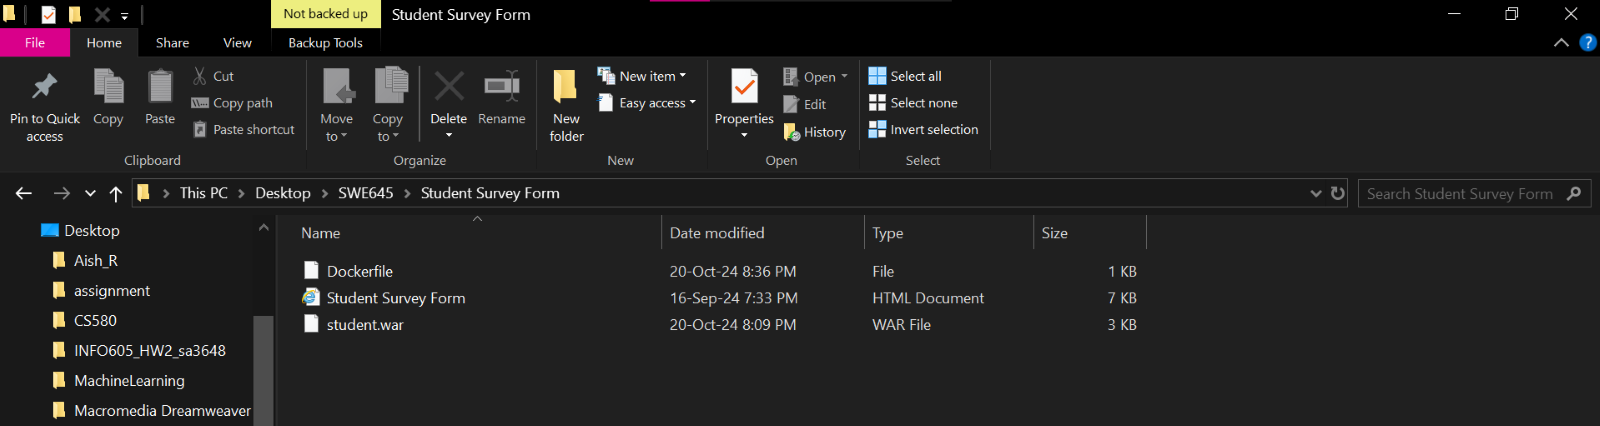 Not backed up Student Survey Form
File Home Share View Backup Tools
Pin to Quick access
Copy
Paste
Cut
Copy path
Paste shortcut
Clipboard
Move to
Copy to
Delete
Rename
Organize
New folder
New item
Easy access
New
Properties
Open
Edit
History
Open
Select all
Select none
Invert selection
Select
This PC > Desktop > SWE645 > Student Survey Form
Search Student Survey Form
Desktop
Aish_R
assignment
CS580
INFO605_HW2_sa3648
MachineLearning
Macromedia Dreamweaver
Name Date modified Type Size
Dockerfile 20-Oct-24 8:36 PM File 1 KB
Student Survey Form 16-Sep-24 7:33 PM HTML Document 7 KB
student.war 20-Oct-24 8:09 PM WAR File 3 KB